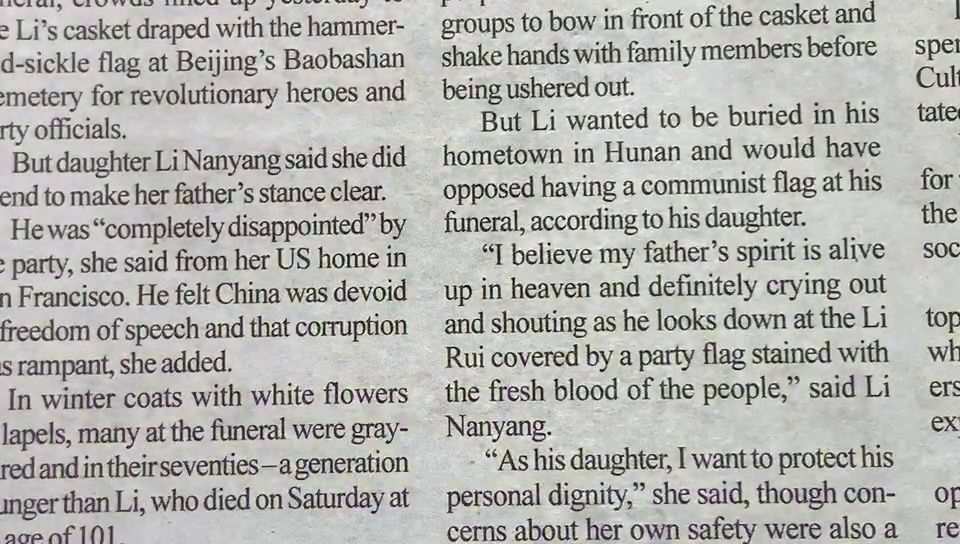 e Li's casket draped with the hammer-
d-sickle flag at Beijing's Baobashan
emetery for revolutionary heroes and
rty officials.
But daughter Li Nanyang said she did
end to make her father's stance clear.
He was "completely disappointed" by
e party, she said from her US home in
n Francisco. He felt China was devoid
freedom of speech and that corruption
s rampant, she added.
In winter coats with white flowers
lapels, many at the funeral were gray-
red and in their seventies – a generation
unger than Li, who died on Saturday at
age of 101.
groups to bow in front of the casket and
shake hands with family members before
being ushered out.
But Li wanted to be buried in his
hometown in Hunan and would have
opposed having a communist flag at his
funeral, according to his daughter.
"I believe my father's spirit is alive
up in heaven and definitely crying out
and shouting as he looks down at the Li
Rui covered by a party flag stained with
the fresh blood of the people," said Li
Nanyang.
"As his daughter, I want to protect his
personal dignity," she said, though con-
cerns about her own safety were also a
sper
Cult
tate
for
the
soc
top
wh
ers
ex
op
re